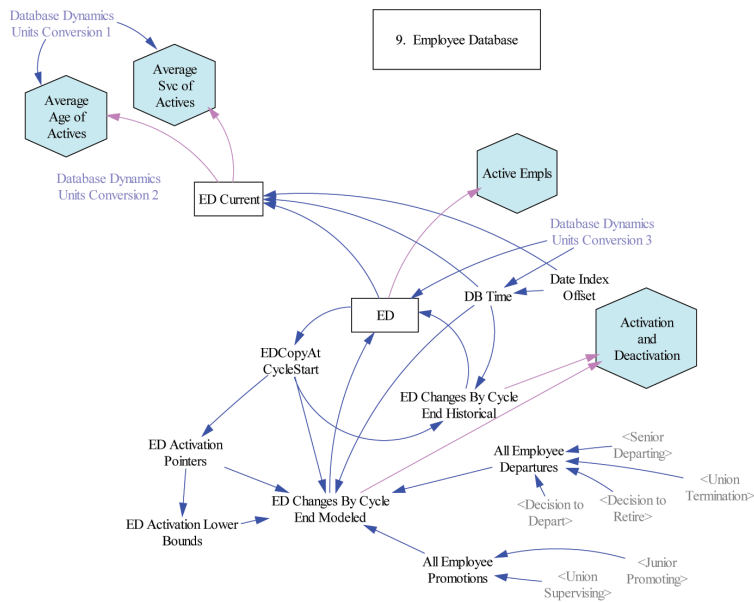 Database Dynamics
Units Conversion 1
9. Employee Database
Average
Svc of
Actives
Average
Age of
Actives
Database Dynamics
Units Conversion 2
ED Current
Active Empls
Database Dynamics
Units Conversion 3
Date Index
Offset
DB Time
ED
Activation
and
Deactivation
EDCopyAt
CycleStart
ED Changes By Cycle
End Historical
ED Activation
Pointers
All Employee
Departures
<Senior
Departing>
<Union
Termination>
<Decision to
Depart>
<Decision to
Retire>
ED Changes By Cycle
End Modeled
ED Activation Lower
Bounds
All Employee
Promotions
<Union
Supervising>
<Junior
Promoting>